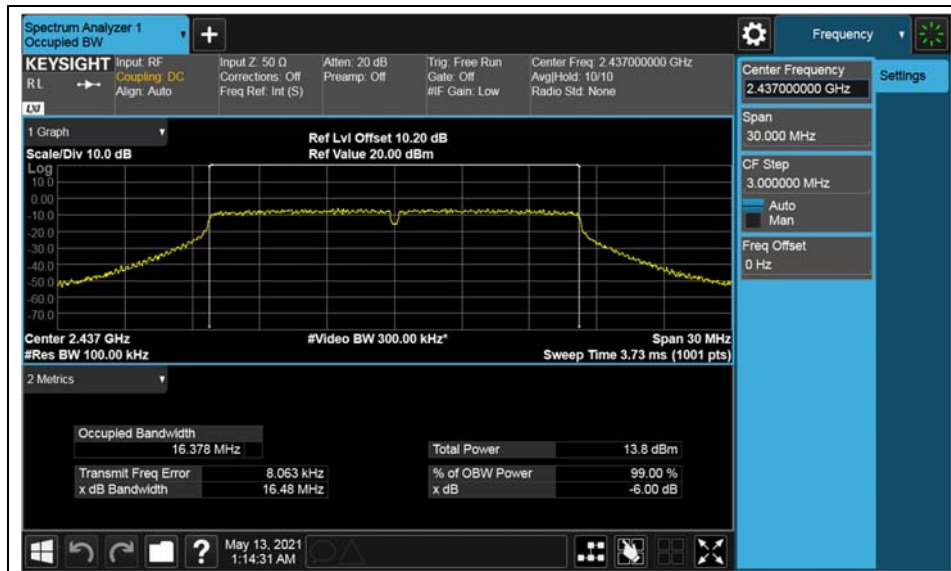 Spectrum Analyzer 1
Occupied BW
+
Frequency
KEYSIGHT
RL
LXI
Input: RF
Coupling: DC
Align: Auto
Input Z: 50 Ω
Corrections: Off
Freq Ref: Int (S)
Atten: 20 dB
Preamp: Off
Trig: Free Run
Gate: Off
#IF Gain: Low
Center Freq: 2.437000000 GHz
Avg|Hold: 10/10
Radio Std: None
Center Frequency
2.437000000 GHz
Settings
Span
30.000 MHz
CF Step
3.000000 MHz
Auto
Man
Freq Offset
0 Hz
1 Graph
Scale/Div 10.0 dB
Ref Lvl Offset 10.20 dB
Ref Value 20.00 dBm
Log
10.0
0.00
-10.0
-20.0
-30.0
-40.0
-50.0
-60.0
-70.0
Center 2.437 GHz
#Video BW 300.00 kHz*
Span 30 MHz
#Res BW 100.00 kHz
Sweep Time 3.73 ms (1001 pts)
2 Metrics
Occupied Bandwidth
16.378 MHz
Total Power 13.8 dBm
Transmit Freq Error 8.063 kHz
% of OBW Power 99.00 %
x dB Bandwidth 16.48 MHz
x dB -6.00 dB
?
May 13, 2021
1:14:31 AM